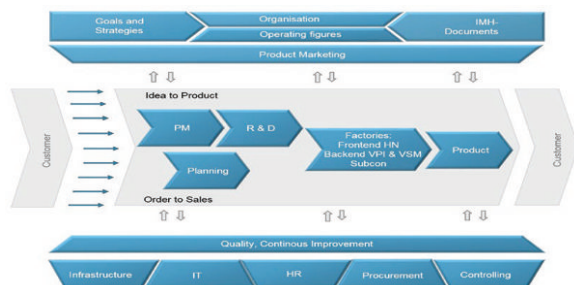 Goals and
Strategies
Organisation
Operating figures
IMH-
Documents
Product Marketing
Idea to Product
Customer
PM
R & D
Factories:
Frontend HN
Backend VPI & VSM
Subcon
Product
Customer
Planning
Order to Sales
Quality, Continous Improvement
Infrastructure
IT
HR
Procurement
Controlling